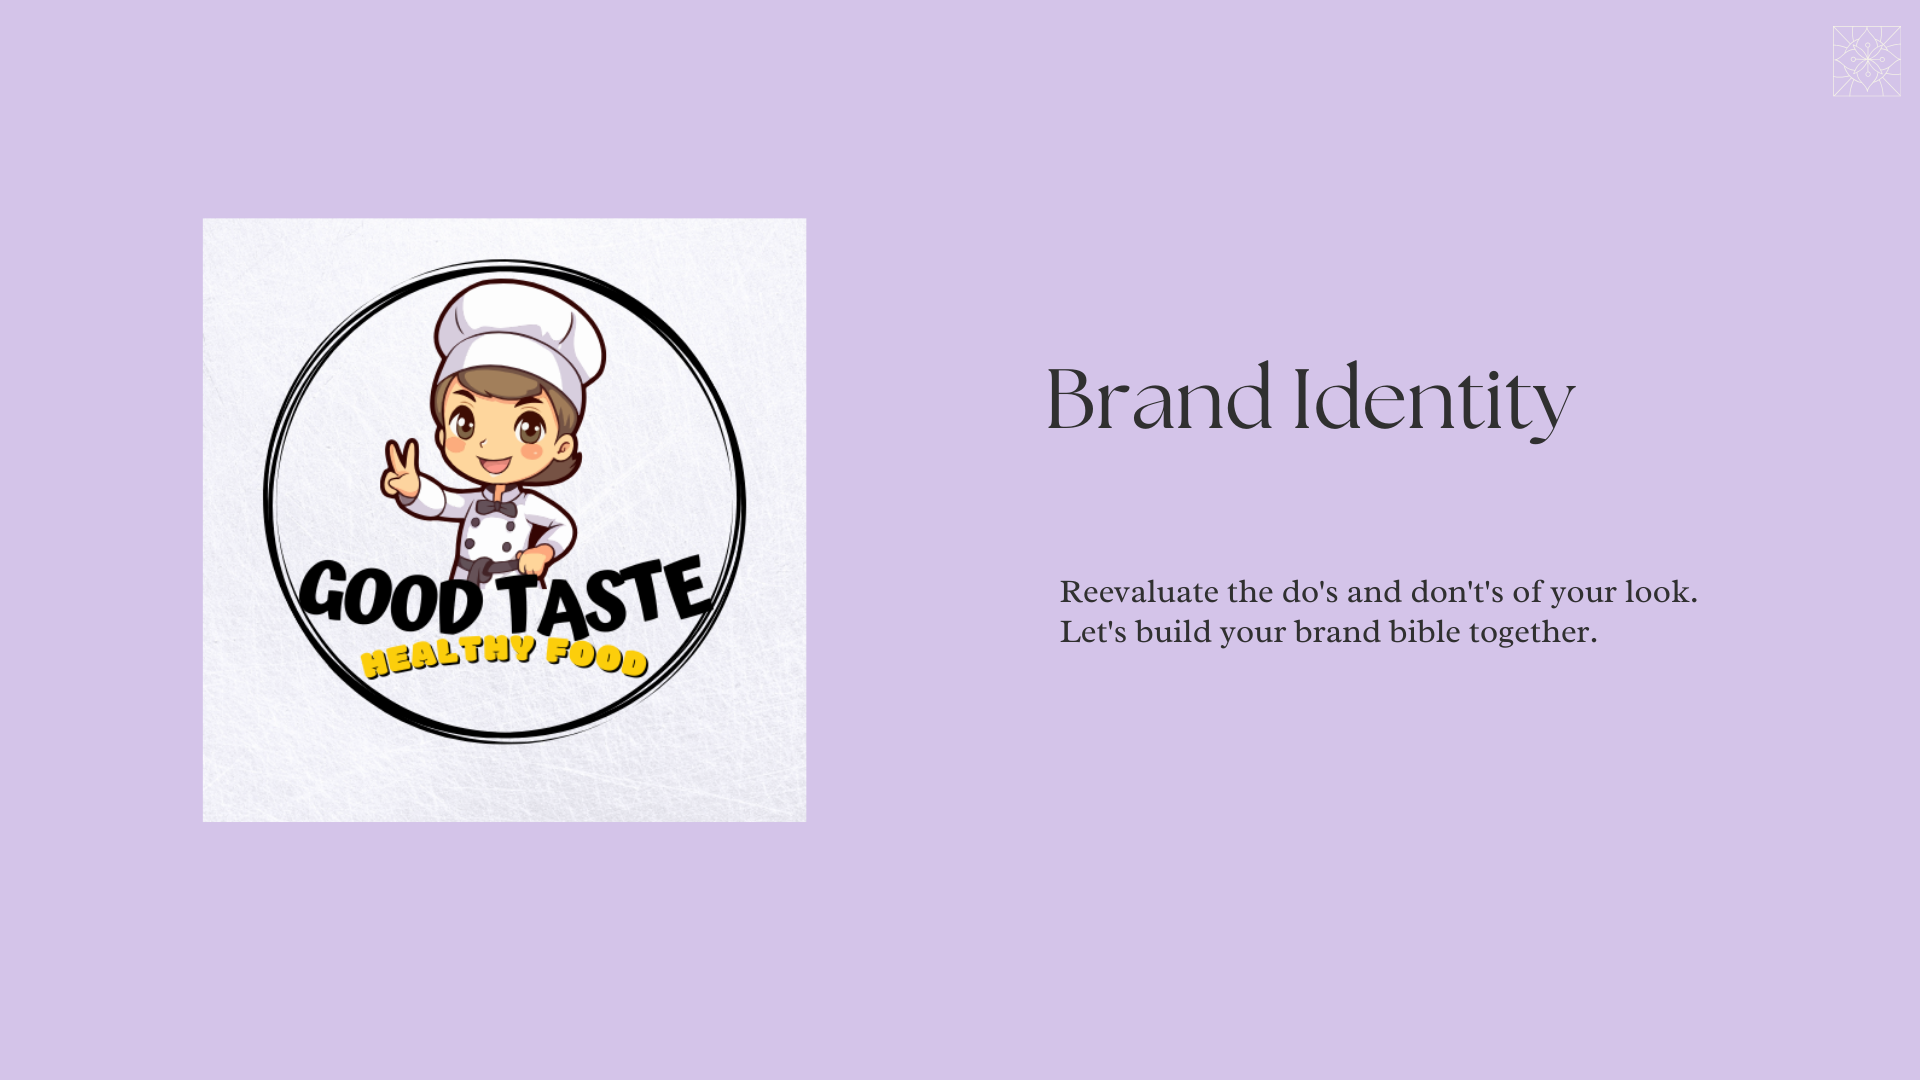 GOOD TASTE
HEALTHY FOOD
Brand Identity
Reevaluate the do's and don't's of your look.
Let's build your brand bible together.